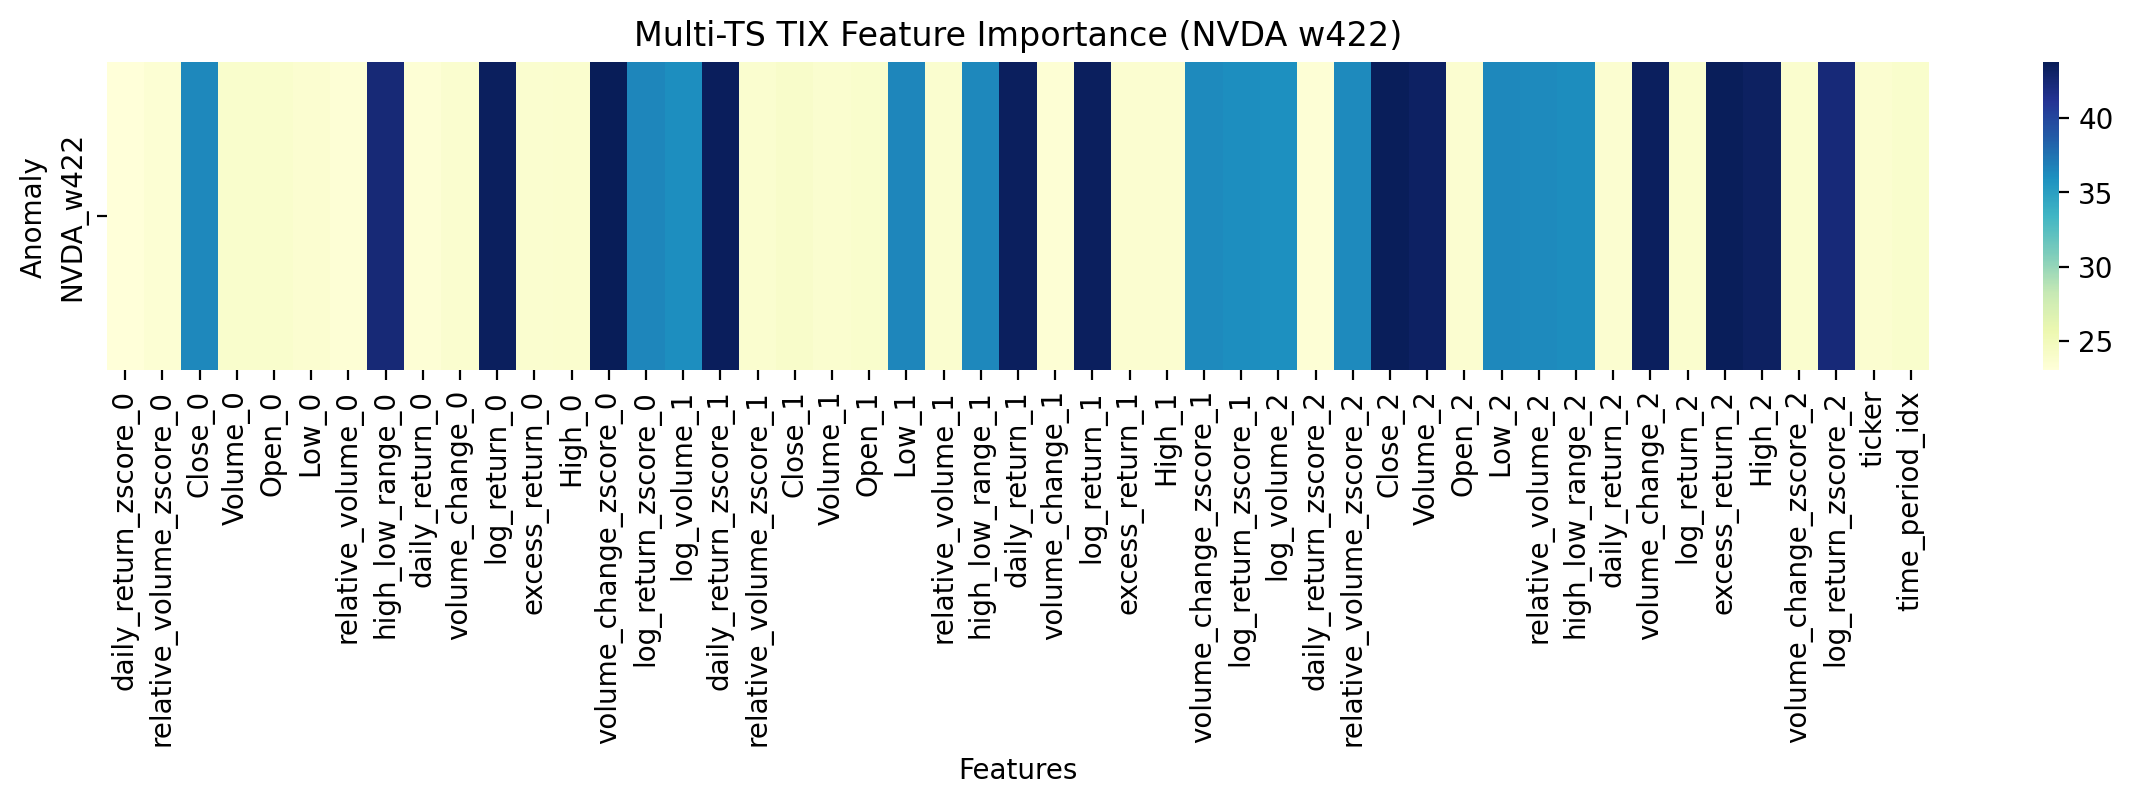 Multi-TS TIX Feature Importance (NVDA w422)
Anomaly
NVDA_w422
40
35
30
25
daily_return_zscore_0
relative_volume_zscore_0
Close_0
Volume_0
Open_0
Low_0
relative_volume_0
high_low_range_0
daily_return_0
volume_change_0
log_return_0
excess_return_0
High_0
volume_change_zscore_0
log_return_zscore_0
log_volume_1
daily_return_zscore_1
relative_volume_zscore_1
Close_1
Volume_1
Open_1
Low_1
relative_volume_1
high_low_range_1
daily_return_1
volume_change_1
log_return_1
excess_return_1
High_1
volume_change_zscore_1
log_return_zscore_1
log_volume_2
daily_return_zscore_2
relative_volume_zscore_2
Close_2
Volume_2
Open_2
Low_2
relative_volume_2
high_low_range_2
daily_return_2
volume_change_2
log_return_2
excess_return_2
High_2
volume_change_zscore_2
log_return_zscore_2
ticker
time_period_idx
Features